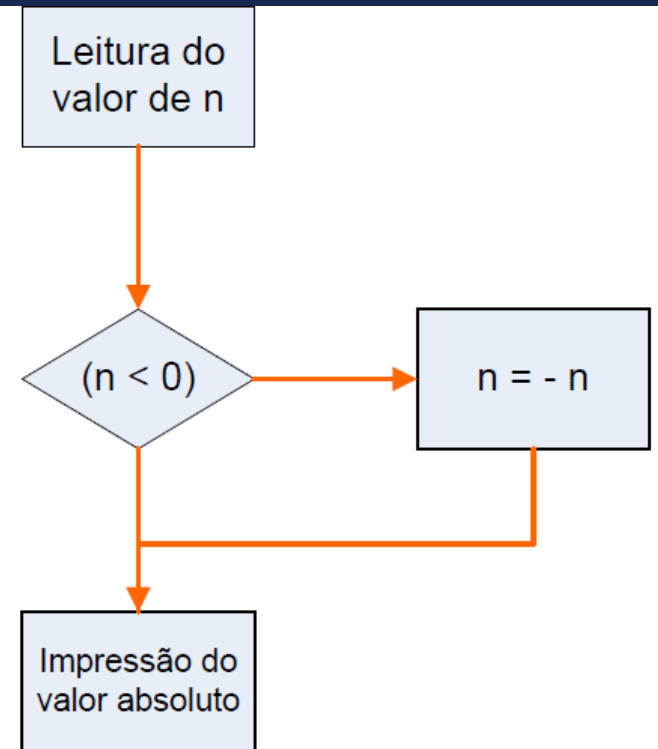 Leitura do
valor de n
(n < 0)
n = - n
Impressão do
valor absoluto